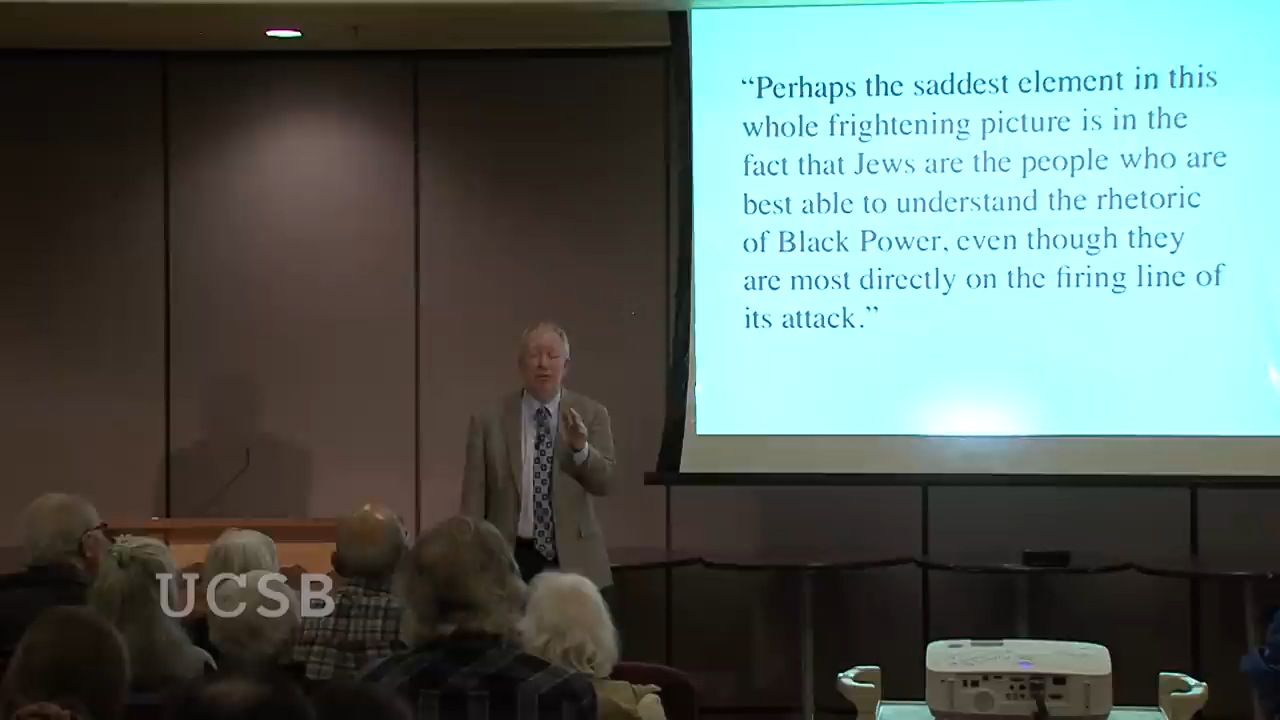 “Perhaps the saddest element in this
whole frightening picture is in the
fact that Jews are the people who are
best able to understand the rhetoric
of Black Power, even though they
are most directly on the firing line of
its attack.”
UCSB